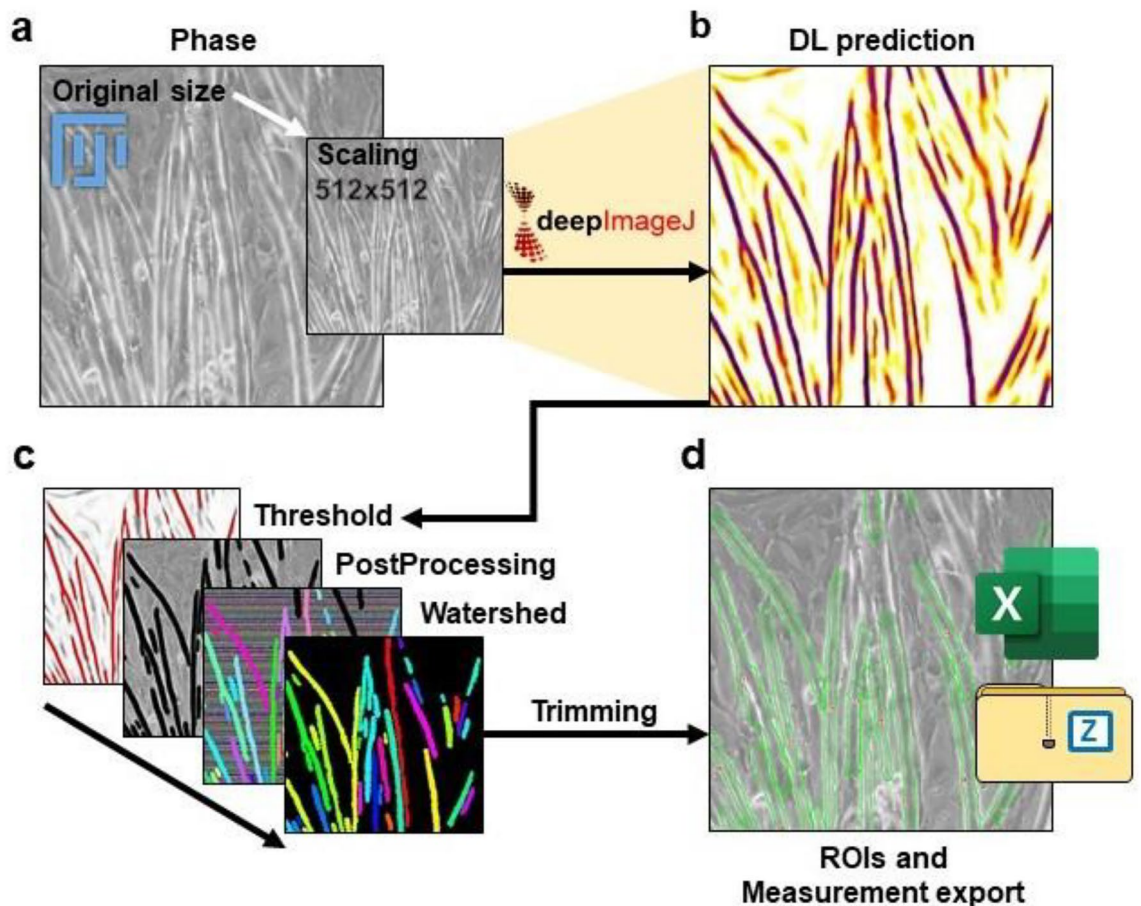 a
Phase
Original size
Scaling
512x512
deepImageJ
b
DL prediction
c
Threshold
PostProcessing
Watershed
Trimming
d
X
Z
ROIs and
Measurement export